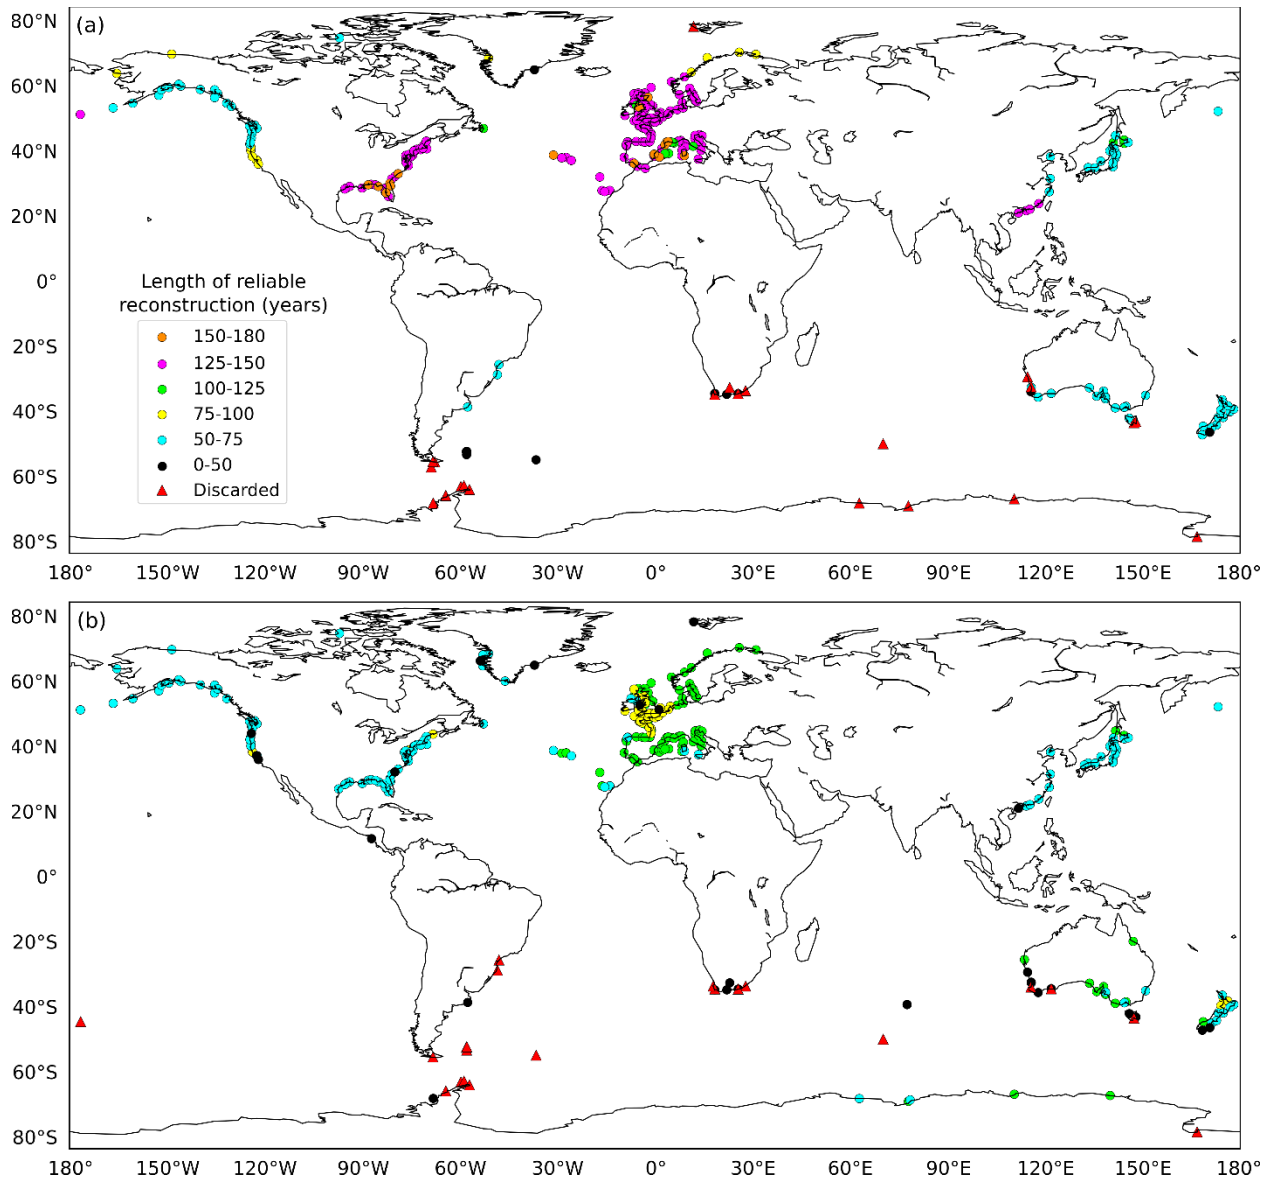 (a)
80°N
60°N
40°N
20°N
0°
20°S
40°S
60°S
80°S
Length of reliable
reconstruction (years)
150-180
125-150
100-125
75-100
50-75
0-50
Discarded
180° 150°W 120°W 90°W 60°W 30°W 0° 30°E 60°E 90°E 120°E 150°E 180°
(b)
80°N
60°N
40°N
20°N
0°
20°S
40°S
60°S
80°S
180° 150°W 120°W 90°W 60°W 30°W 0° 30°E 60°E 90°E 120°E 150°E 180°